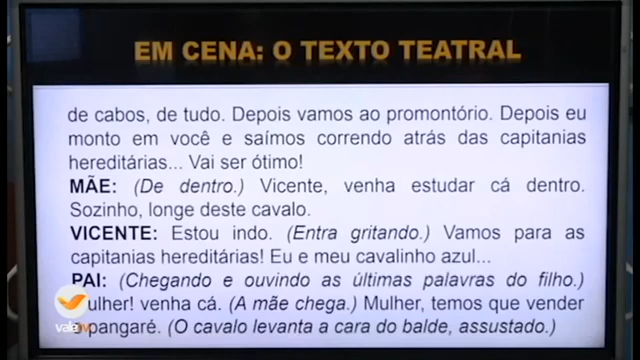 EM CENA: O TEXTO TEATRAL
de cabos, de tudo. Depois vamos ao promontório. Depois eu
monto em você e saímos correndo atrás das capitanias
hereditárias... Vai ser ótimo!
MÃE: (De dentro.) Vicente, venha estudar cá dentro.
Sozinho, longe deste cavalo.
VICENTE: Estou indo. (Entra gritando.) Vamos para as
capitanias hereditárias! Eu e meu cavalinho azul...
PAI: (Chegando e ouvindo as últimas palavras do filho.)
Mulher! venha cá. (A mãe chega.) Mulher, temos que vender
o pangaré. (O cavalo levanta a cara do balde, assustado.)
vale tv